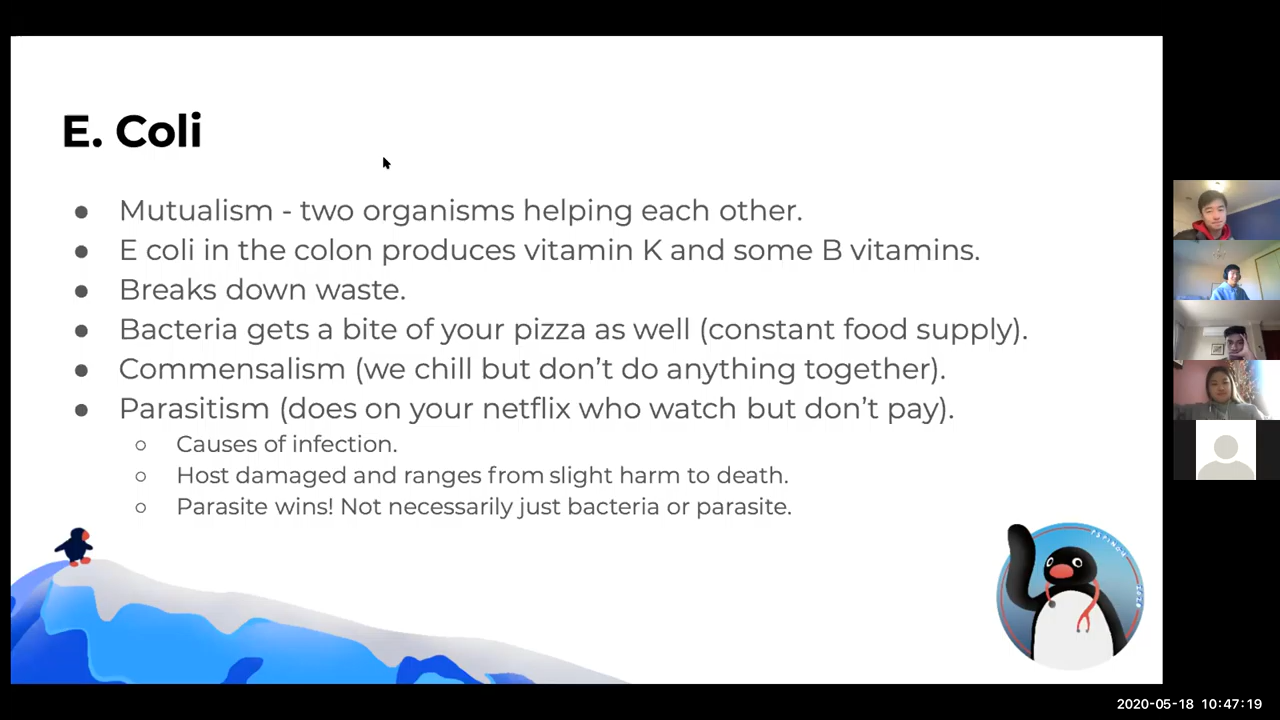 E. Coli
● Mutualism - two organisms helping each other.
● E coli in the colon produces vitamin K and some B vitamins.
● Breaks down waste.
● Bacteria gets a bite of your pizza as well (constant food supply).
● Commensalism (we chill but don't do anything together).
● Parasitism (does on your netflix who watch but don't pay).
○ Causes of infection.
○ Host damaged and ranges from slight harm to death.
○ Parasite wins! Not necessarily just bacteria or parasite.
2020-05-18 10:47:19